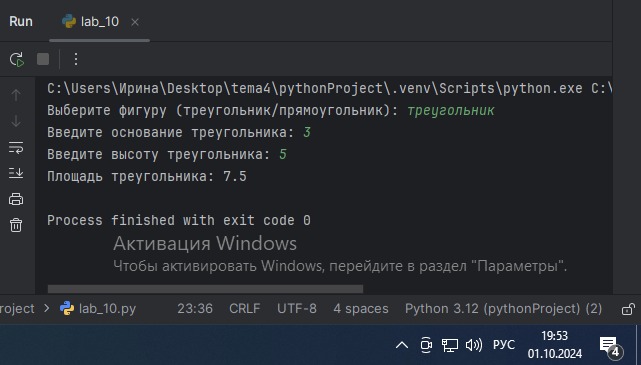 Run lab_10
C:\Users\Ирина\Desktop\tema4\pythonProject\.venv\Scripts\python.exe C:\
Выберите фигуру (треугольник/прямоугольник): треугольник
Введите основание треугольника: 3
Введите высоту треугольника: 5
Площадь треугольника: 7.5
Process finished with exit code 0
Активация Windows
Чтобы активировать Windows, перейдите в раздел "Параметры".
roject > lab_10.py 23:36 CRLF UTF-8 4 spaces Python 3.12 (pythonProject) (2)
РУС 19:53
01.10.2024 4